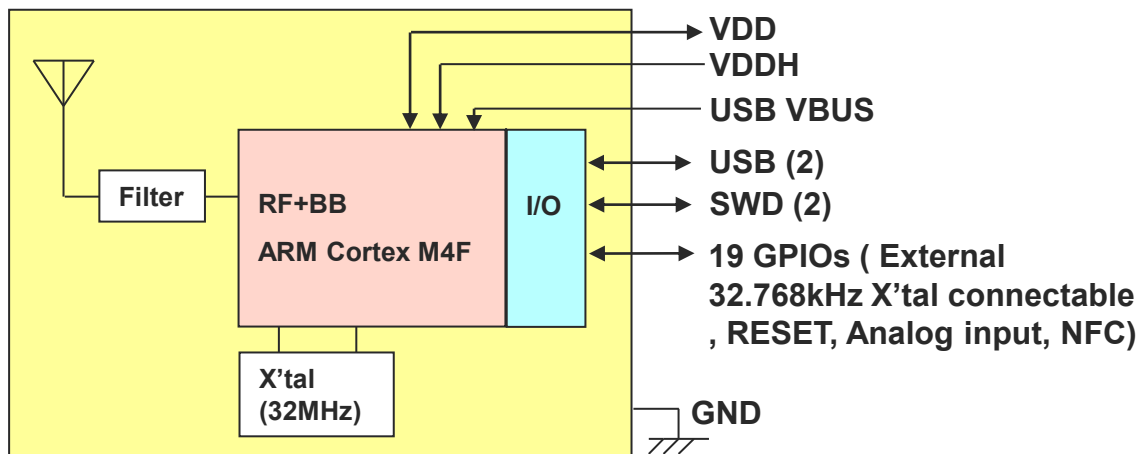 VDD
VDDH
USB VBUS
USB (2)
Filter
RF+BB
I/O
SWD (2)
ARM Cortex M4F
19 GPIOs ( External
32.768kHz X’tal connectable
, RESET, Analog input, NFC)
X’tal
(32MHz)
GND